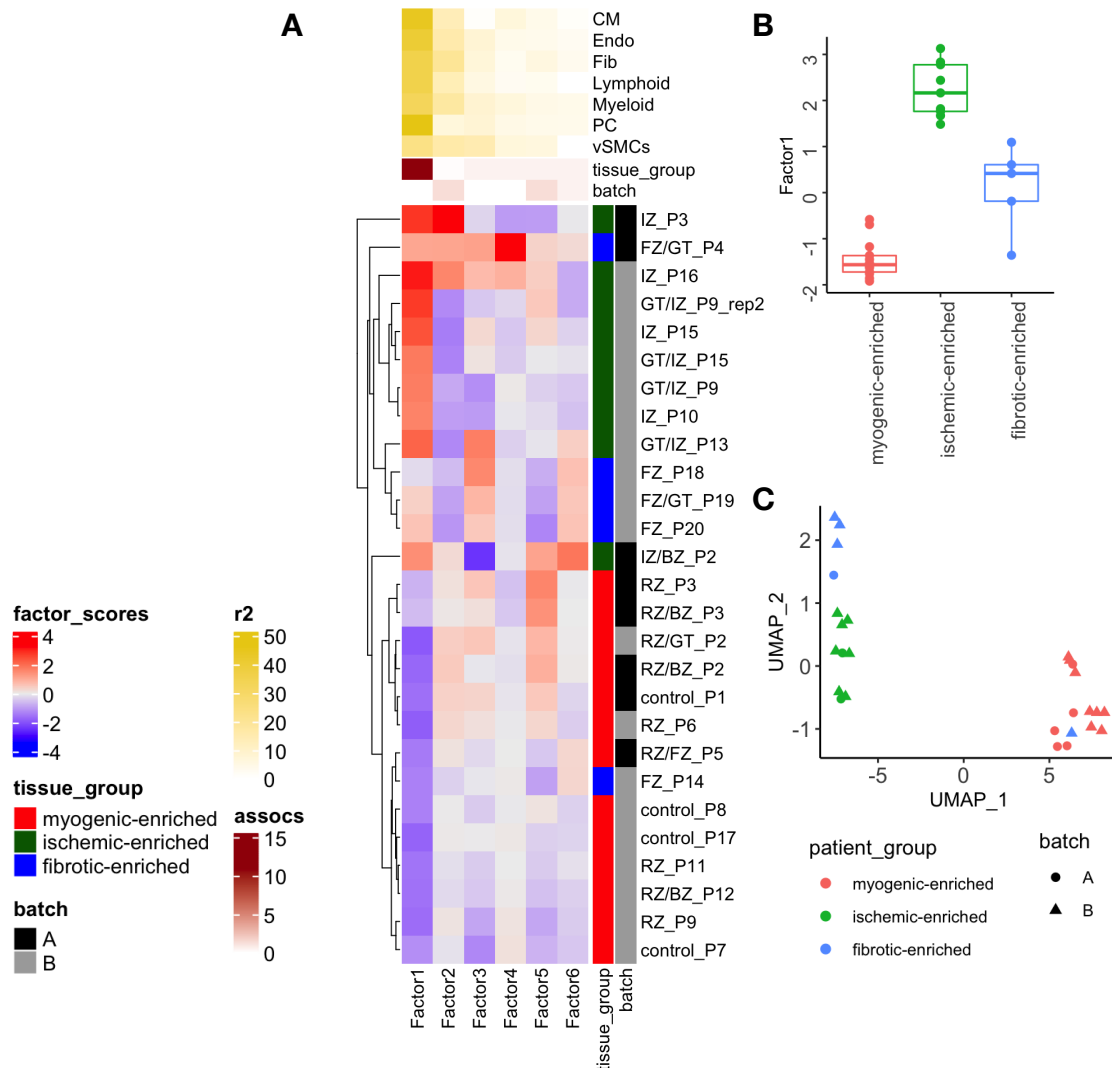 A
CM
Endo
Fib
Lymphoid
Myeloid
PC
vSMCs
tissue_group
batch
IZ_P3
FZ/GT_P4
IZ_P16
GT/IZ_P9_rep2
IZ_P15
GT/IZ_P15
GT/IZ_P9
IZ_P10
GT/IZ_P13
FZ_P18
FZ/GT_P19
FZ_P20
IZ/BZ_P2
RZ_P3
RZ/BZ_P3
RZ/GT_P2
RZ/BZ_P2
control_P1
RZ_P6
RZ/FZ_P5
FZ_P14
control_P8
control_P17
RZ_P11
RZ/BZ_P12
RZ_P9
control_P7
Factor1
Factor2
Factor3
Factor4
Factor5
Factor6
tissue_group
batch
factor_scores
4
2
0
-2
-4
tissue_group
myogenic-enriched
ischemic-enriched
fibrotic-enriched
batch
A
B
r2
50
40
30
20
10
0
assocs
15
10
5
0
B
Factor1
3
2
1
0
-1
-2
myogenic-enriched
ischemic-enriched
fibrotic-enriched
C
UMAP_2
2
1
0
-1
-5
0
5
UMAP_1
patient_group
myogenic-enriched
ischemic-enriched
fibrotic-enriched
batch
A
B